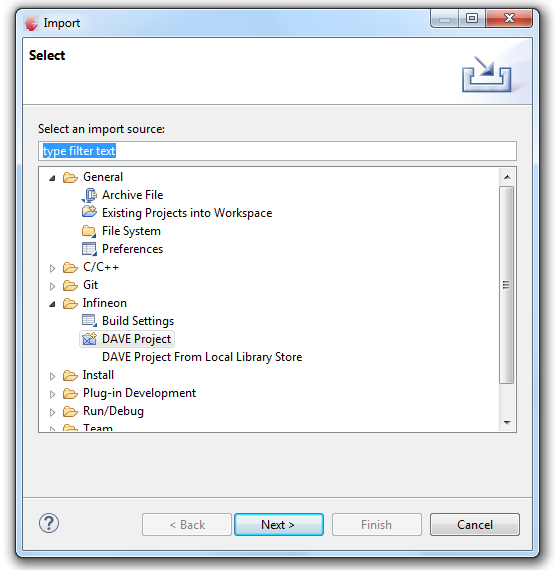 Import
Select
Select an import source:
type filter text
General
Archive File
Existing Projects into Workspace
File System
Preferences
C/C++
Git
Infineon
Build Settings
DAVE Project
DAVE Project From Local Library Store
Install
Plug-in Development
Run/Debug
Team
?
< Back
Next >
Finish
Cancel